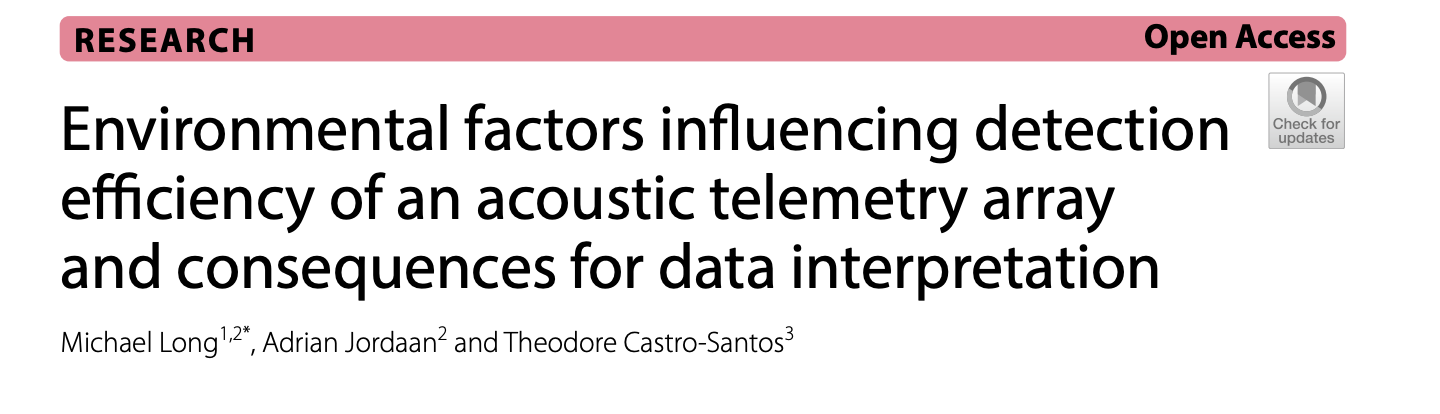 RESEARCH
Open Access
Environmental factors influencing detection
efficiency of an acoustic telemetry array
and consequences for data interpretation
Check for
updates
Michael Long1,2*, Adrian Jordaan2 and Theodore Castro-Santos3